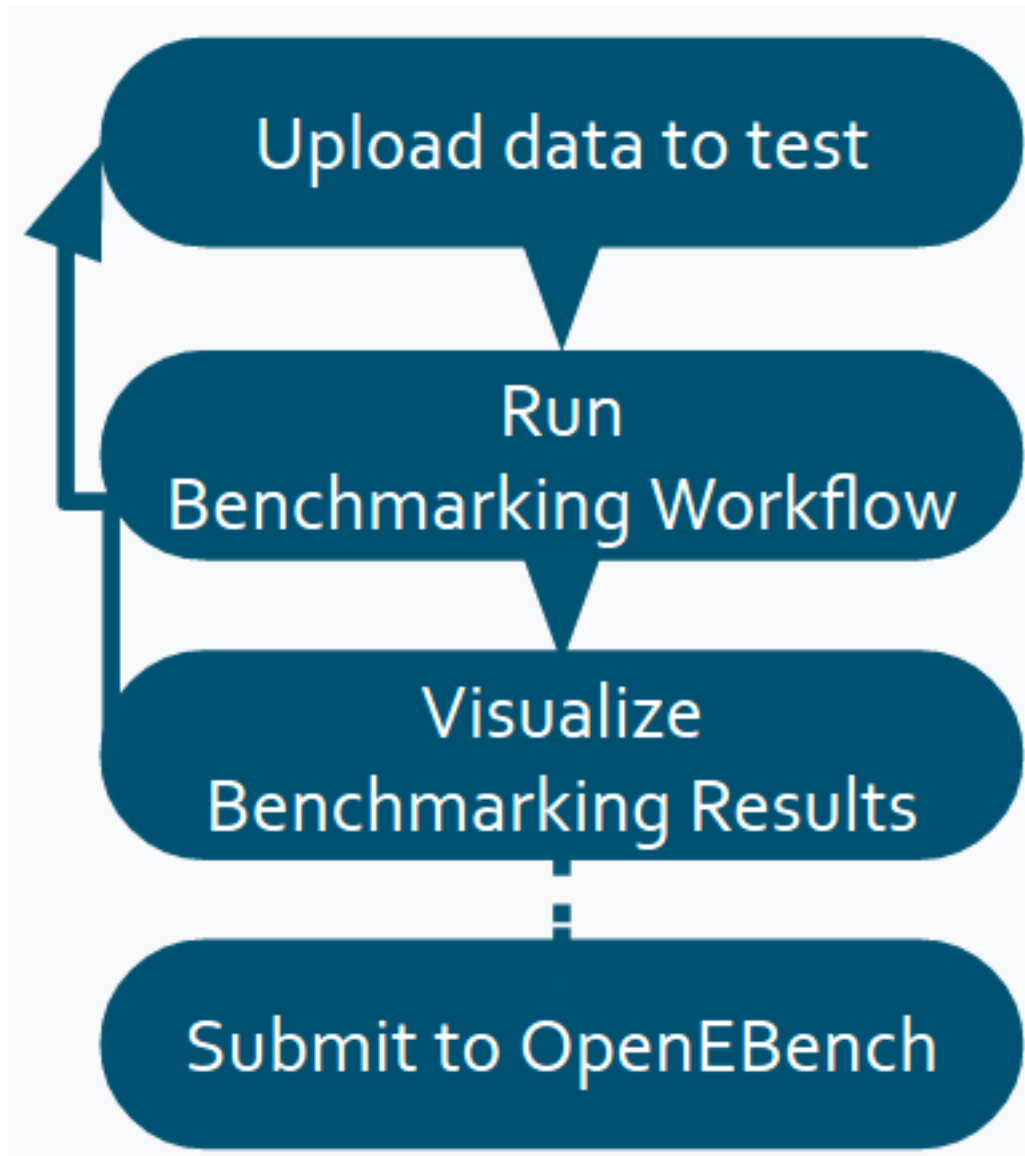 Upload data to test
Run
Benchmarking Workflow
Visualize
Benchmarking Results
Submit to OpenEBench